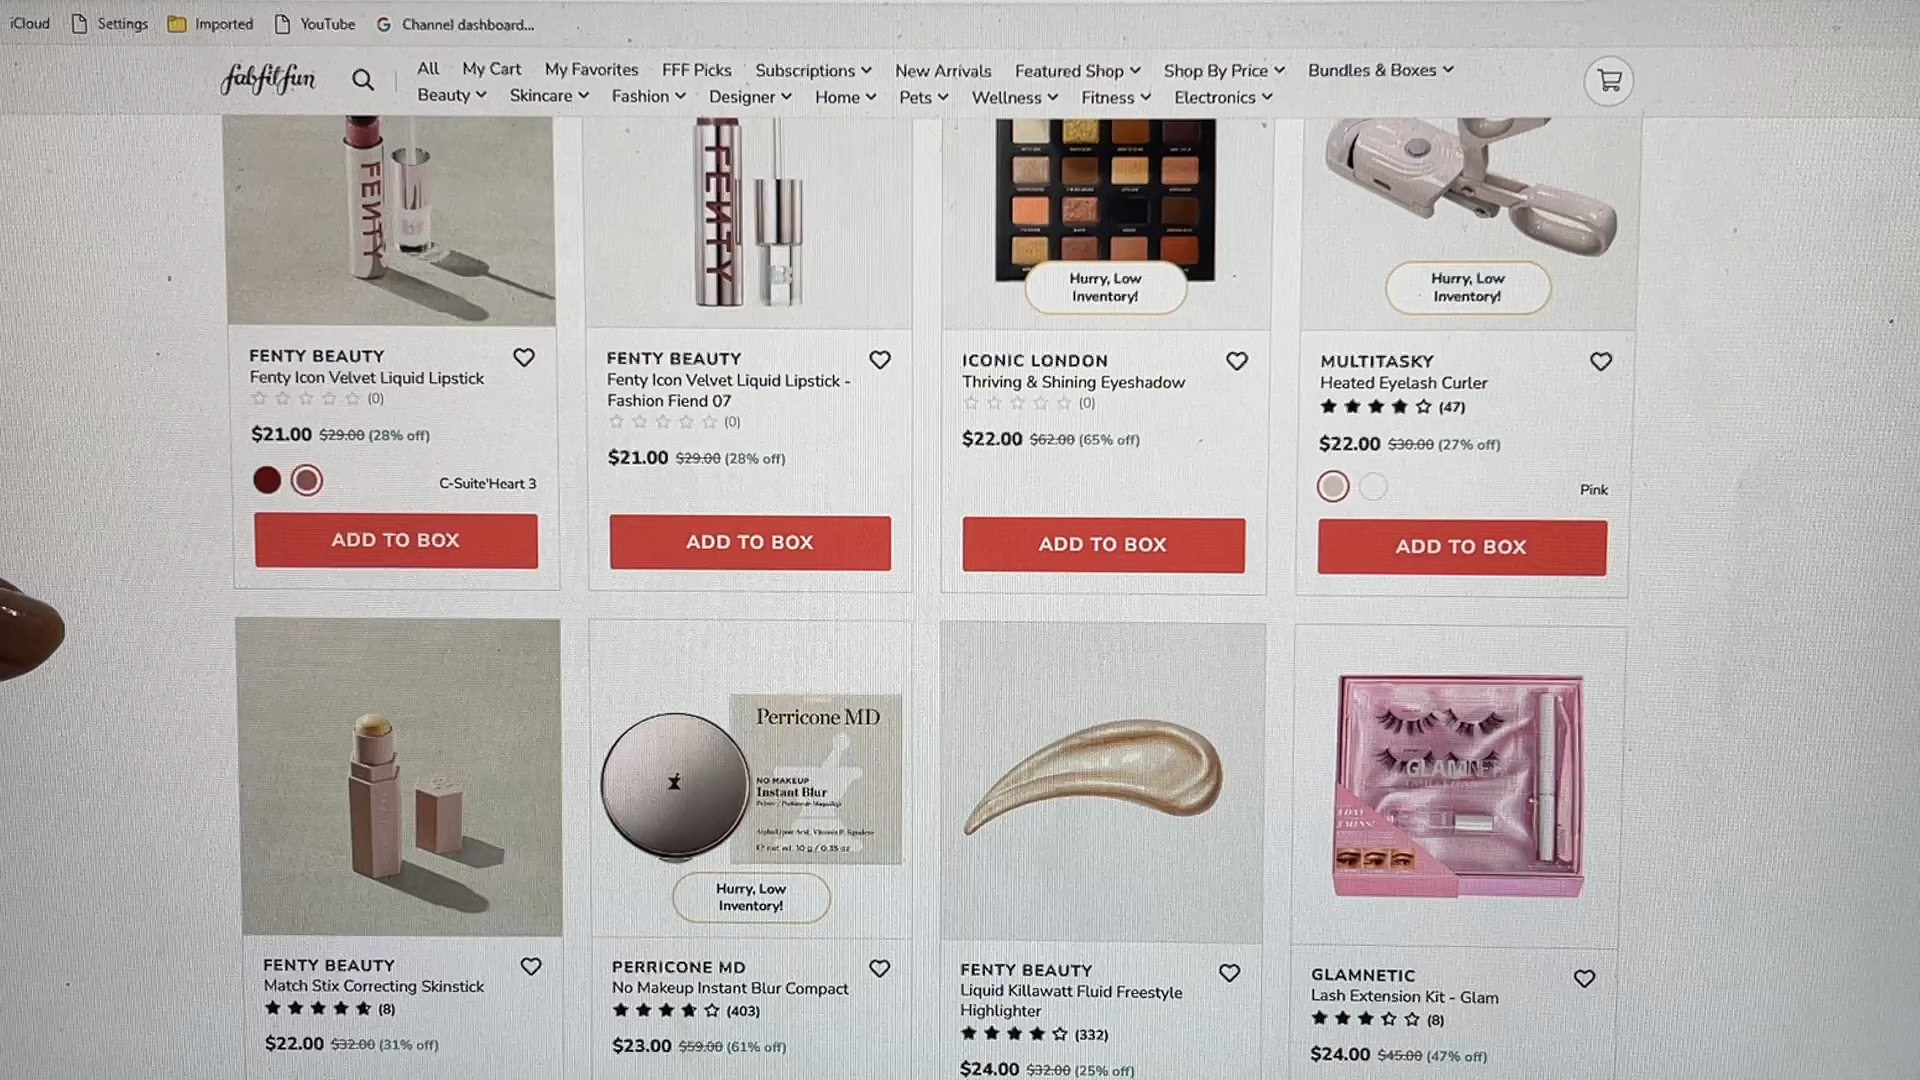 iCloud Settings Imported YouTube Channel dashboard...
fabfitfun All My Cart My Favorites FFF Picks Subscriptions New Arrivals Featured Shop Shop By Price Bundles & Boxes
Beauty Skincare Fashion Designer Home Pets Wellness Fitness Electronics
FENTY
FENTY
Hurry, Low
Inventory!
Hurry, Low
Inventory!
FENTY BEAUTY
Fenty Icon Velvet Liquid Lipstick
(0)
$21.00 $29.00 (28% off)
C-Suite'Heart 3
ADD TO BOX
FENTY BEAUTY
Fenty Icon Velvet Liquid Lipstick -
Fashion Fiend 07
(0)
$21.00 $29.00 (28% off)
ADD TO BOX
ICONIC LONDON
Thriving & Shining Eyeshadow
(0)
$22.00 $62.00 (65% off)
ADD TO BOX
MULTITASKY
Heated Eyelash Curler
(47)
$22.00 $30.00 (27% off)
Pink
ADD TO BOX
Perricone MD
NO MAKEUP
Instant Blur
Hurry, Low
Inventory!
GLAMNETIC
FENTY BEAUTY
Match Stix Correcting Skinstick
(8)
$22.00 $32.00 (31% off)
PERRICONE MD
No Makeup Instant Blur Compact
(403)
$23.00 $59.00 (61% off)
FENTY BEAUTY
Liquid Killawatt Fluid Freestyle
Highlighter
(332)
$24.00 $32.00 (25% off)
GLAMNETIC
Lash Extension Kit - Glam
(8)
$24.00 $45.00 (47% off)